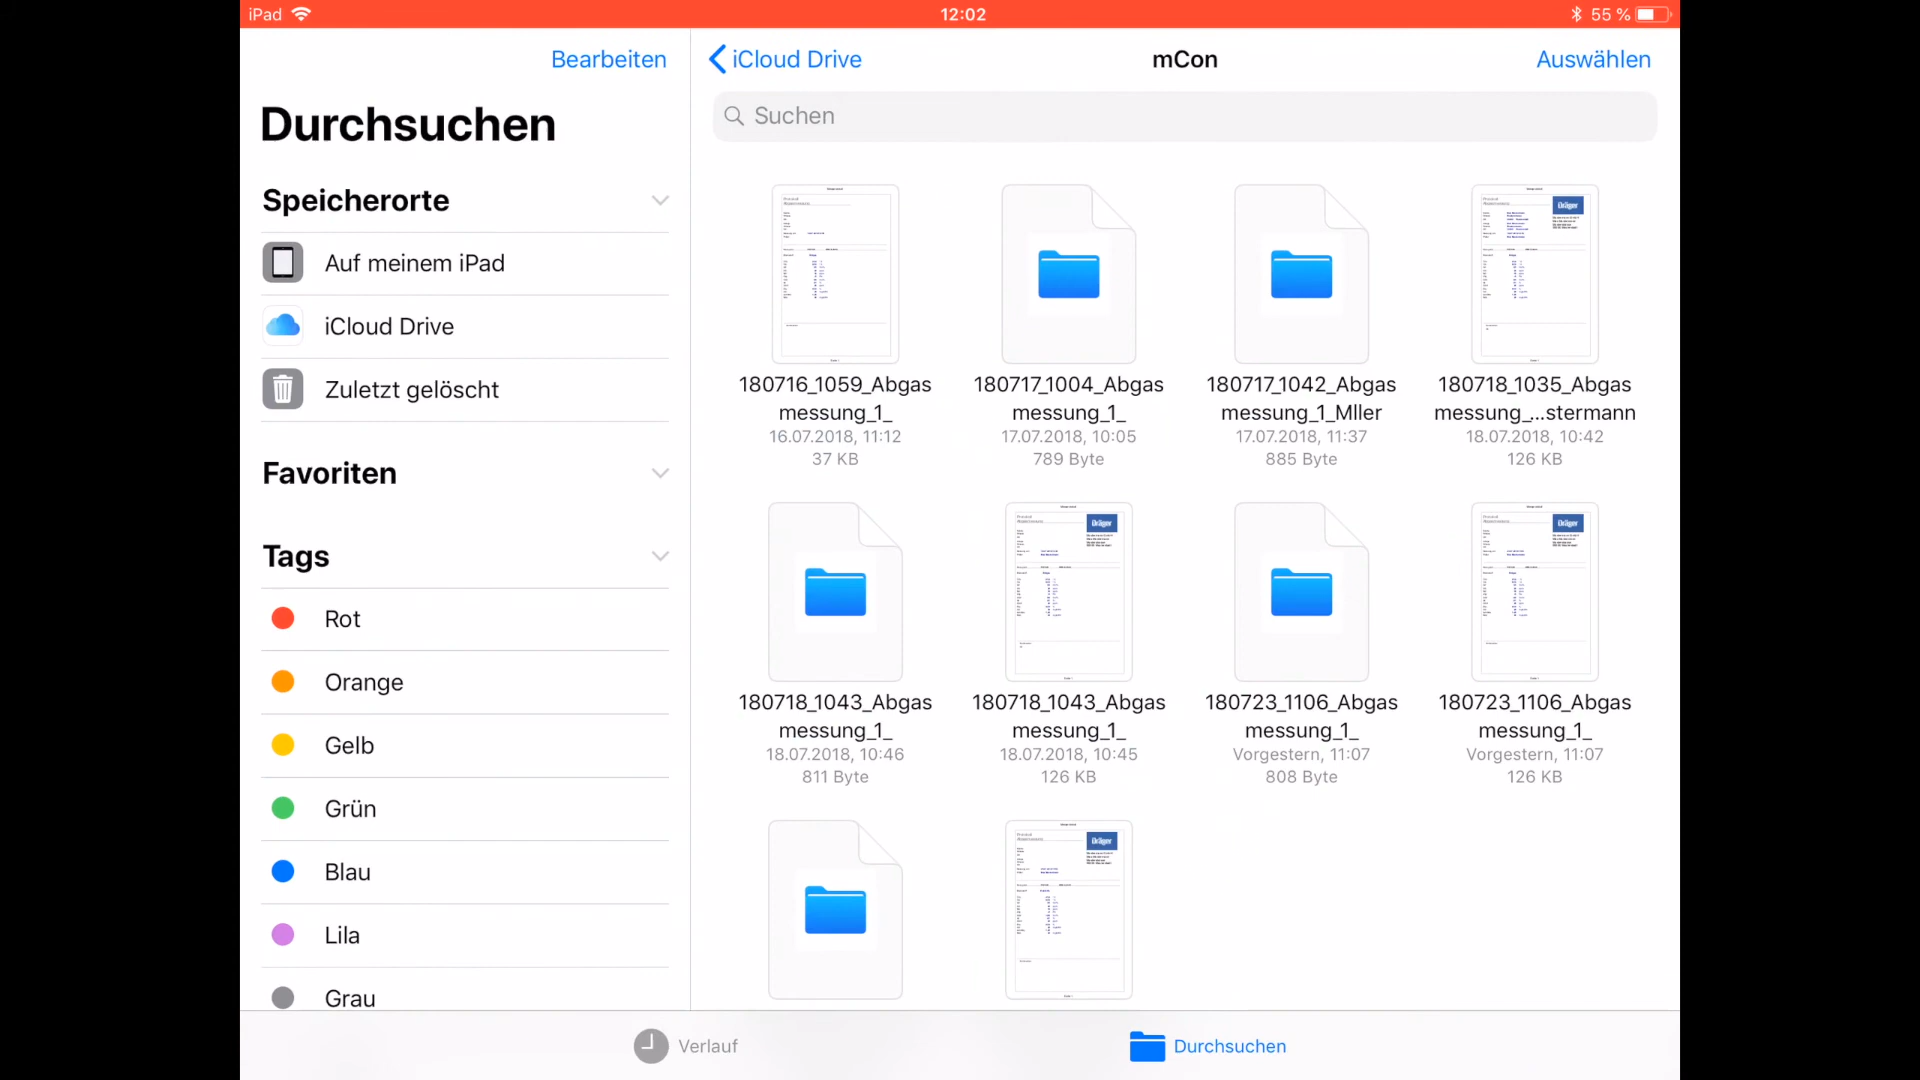 iPad
12:02
55 %
Bearbeiten
iCloud Drive
mCon
Auswählen
Durchsuchen
Suchen
Speicherorte
Auf meinem iPad
iCloud Drive
Zuletzt gelöscht
Favoriten
Tags
Rot
Orange
Gelb
Grün
Blau
Lila
Grau
180716_1059_Abgas
messung_1_
16.07.2018, 11:12
37 KB
180717_1004_Abgas
messung_1_
17.07.2018, 10:05
789 Byte
180717_1042_Abgas
messung_1_Mller
17.07.2018, 11:37
885 Byte
Dräger
180718_1035_Abgas
messung_...stermann
18.07.2018, 10:42
126 KB
180718_1043_Abgas
messung_1_
18.07.2018, 10:46
811 Byte
Dräger
180718_1043_Abgas
messung_1_
18.07.2018, 10:45
126 KB
180723_1106_Abgas
messung_1_
Vorgestern, 11:07
808 Byte
Dräger
180723_1106_Abgas
messung_1_
Vorgestern, 11:07
126 KB
Dräger
Verlauf
Durchsuchen